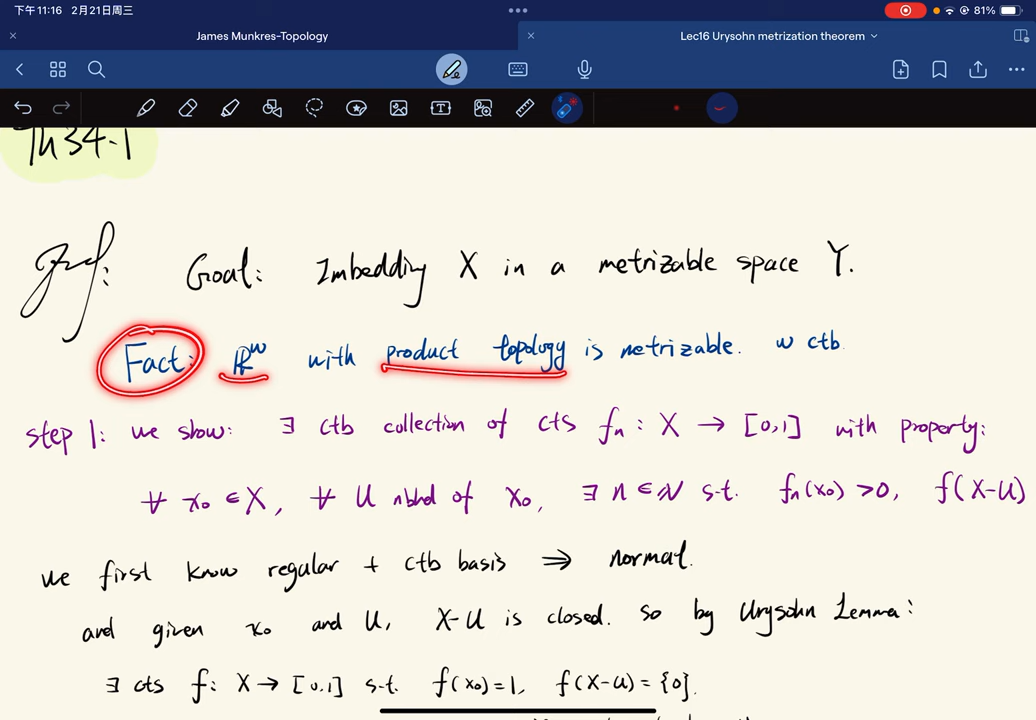 下午11:16 2月21日周三
81%
James Munkres-Topology
Lec16 Urysohn metrization theorem
Th34.1
Prf: Goal: Imbedding X in a metrizable space Y.
Fact: ℝ^ω with product topology is metrizable. ω ctb.
step 1: we show: ∃ ctb collection of cts fₙ: X → [0,1] with property:
∀ x₀ ∈ X, ∀ U nbhd of x₀, ∃ n ∈ ℕ s.t. fₙ(x₀) > 0, f(X-U)
we first know regular + ctb basis ⇒ normal.
and given x₀ and U, X-U is closed. so by Urysohn Lemma:
∃ cts f: X → [0,1] s.t. f(x₀)=1, f(X-U) = {0}.